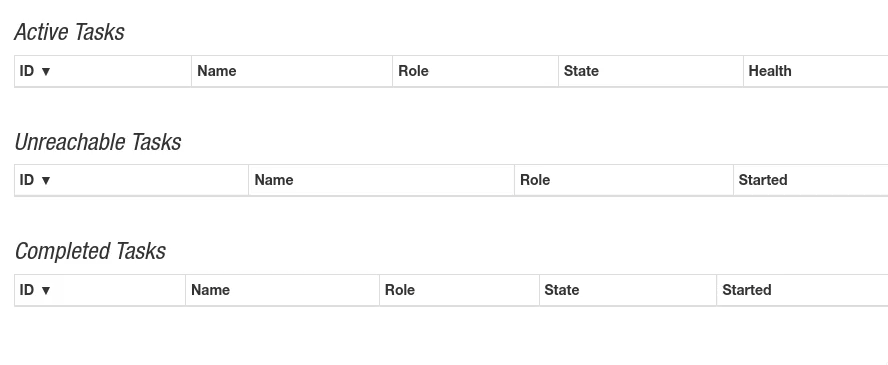 Active Tasks
ID ▼ Name Role State Health
Unreachable Tasks
ID ▼ Name Role Started
Completed Tasks
ID ▼ Name Role State Started